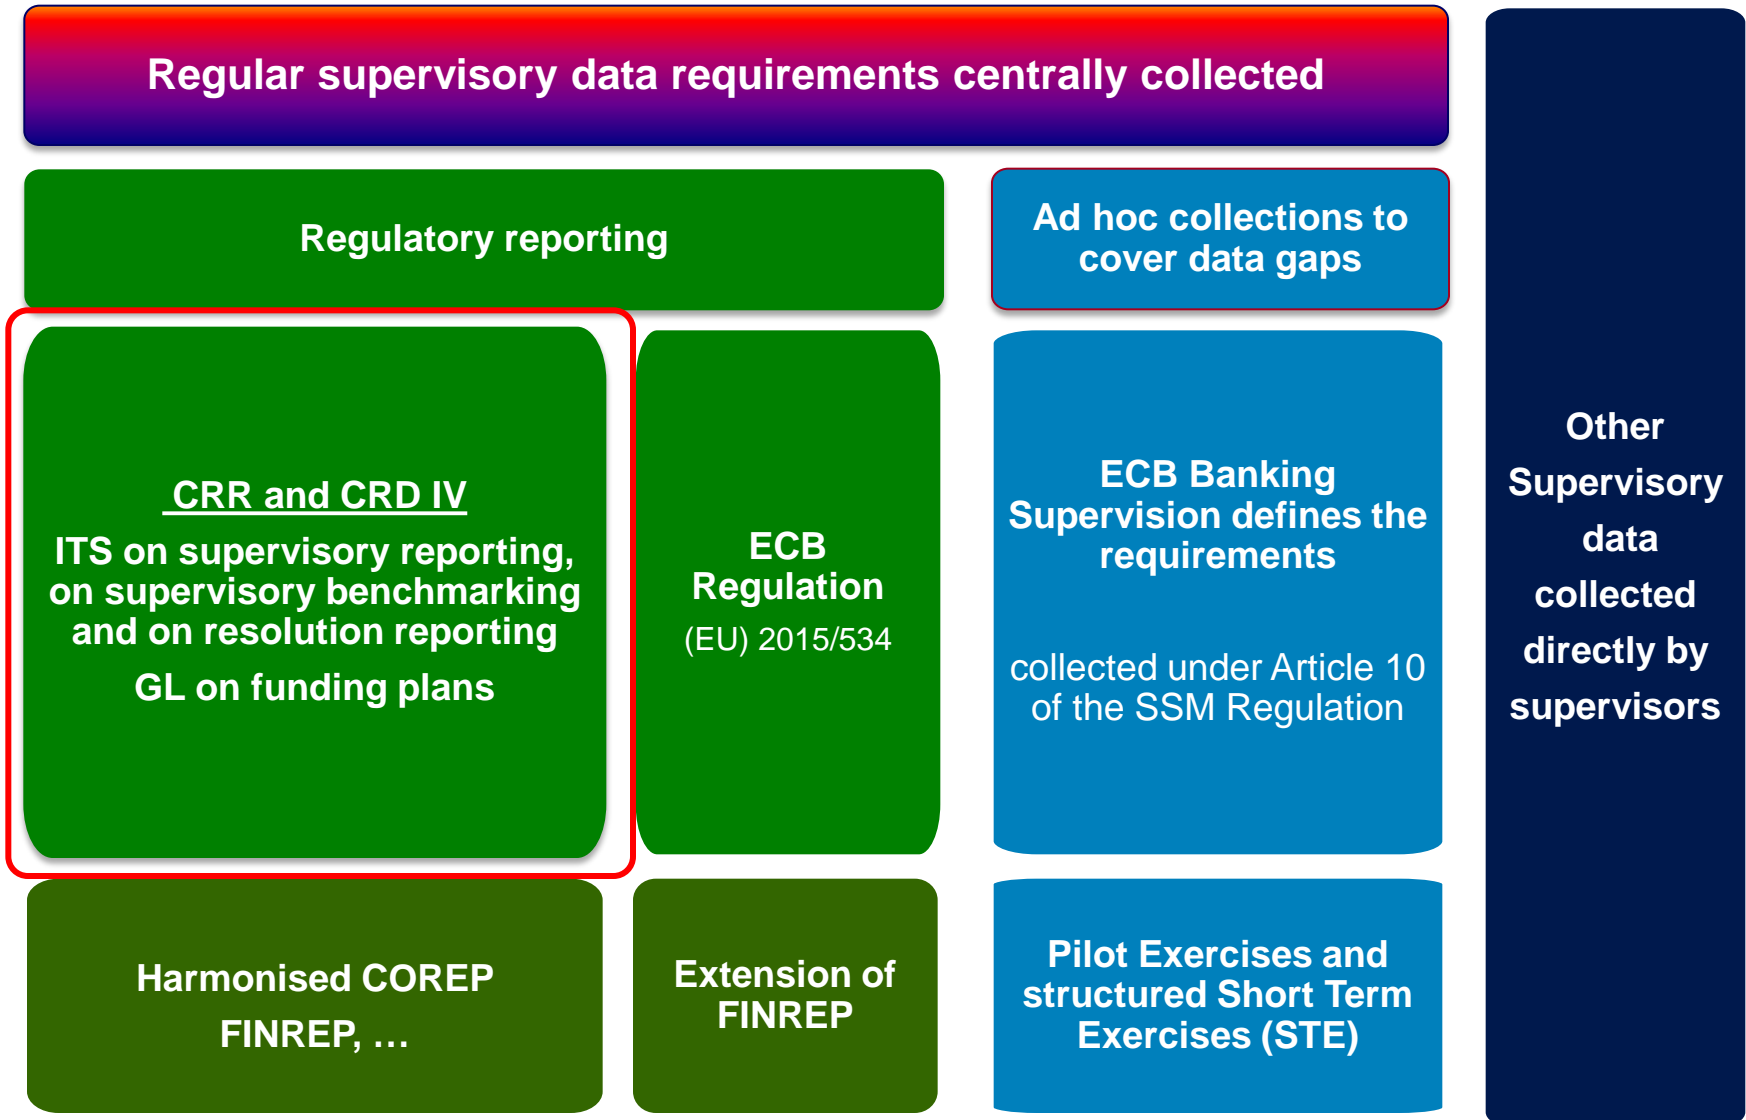 Regular supervisory data requirements centrally collected
Regulatory reporting
Ad hoc collections to
cover data gaps
CRR and CRD IV
ITS on supervisory reporting,
on supervisory benchmarking
and on resolution reporting
GL on funding plans
ECB
Regulation
(EU) 2015/534
ECB Banking
Supervision defines the
requirements
collected under Article 10
of the SSM Regulation
Harmonised COREP
FINREP, …
Extension of
FINREP
Pilot Exercises and
structured Short Term
Exercises (STE)
Other
Supervisory
data
collected
directly by
supervisors